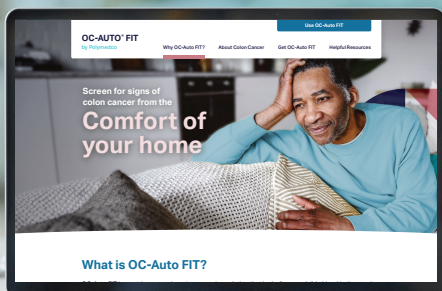 Use OC-Auto FIT
OC-AUTO® FIT
by Polymedco
Why OC-Auto FIT? About Colon Cancer Get OC-Auto FIT Helpful Resources
Screen for signs of
colon cancer from the
Comfort of
your home
What is OC-Auto FIT?